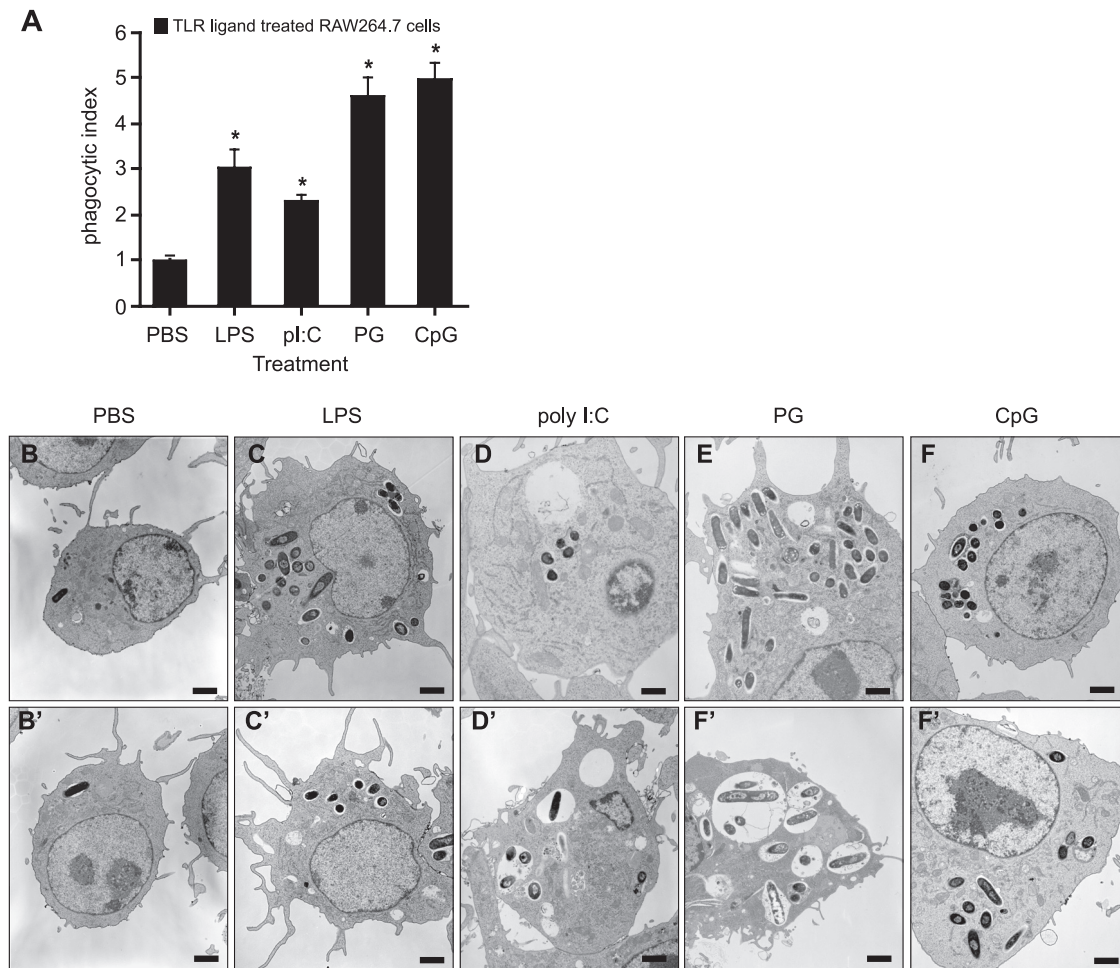 A
TLR ligand treated RAW264.7 cells
phagocytic index
6
5
4
3
2
1
0
*
*
*
*
PBS LPS pI:C PG CpG
Treatment
PBS LPS poly I:C PG CpG
B C D E F
B' C' D' F' F'